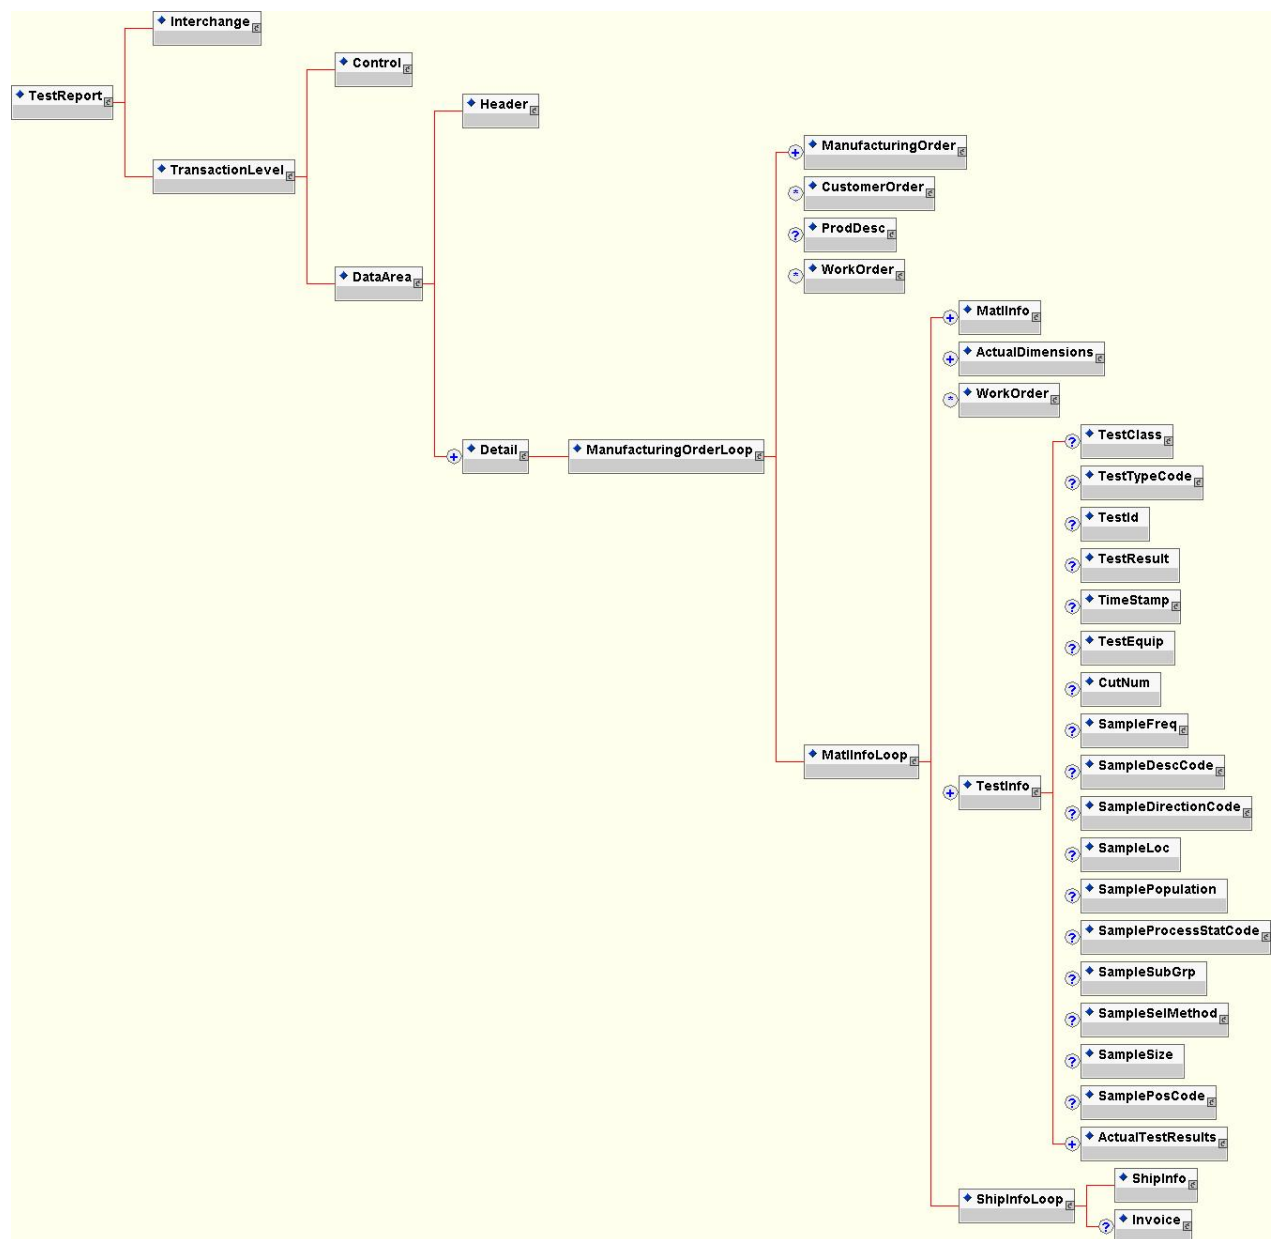 Interchange
Control
TestReport
Header
ManufacturingOrder
TransactionLevel
CustomerOrder
ProdDesc
WorkOrder
DataArea
MatlInfo
ActualDimensions
WorkOrder
TestClass
Detail
ManufacturingOrderLoop
TestTypeCode
TestId
TestResult
TimeStamp
TestEquip
CutNum
SampleFreq
MatlInfoLoop
SampleDescCode
TestInfo
SampleDirectionCode
SampleLoc
SamplePopulation
SampleProcessStatCode
SampleSubGrp
SampleSelMethod
SampleSize
SamplePosCode
ActualTestResults
ShipInfo
ShipInfoLoop
Invoice